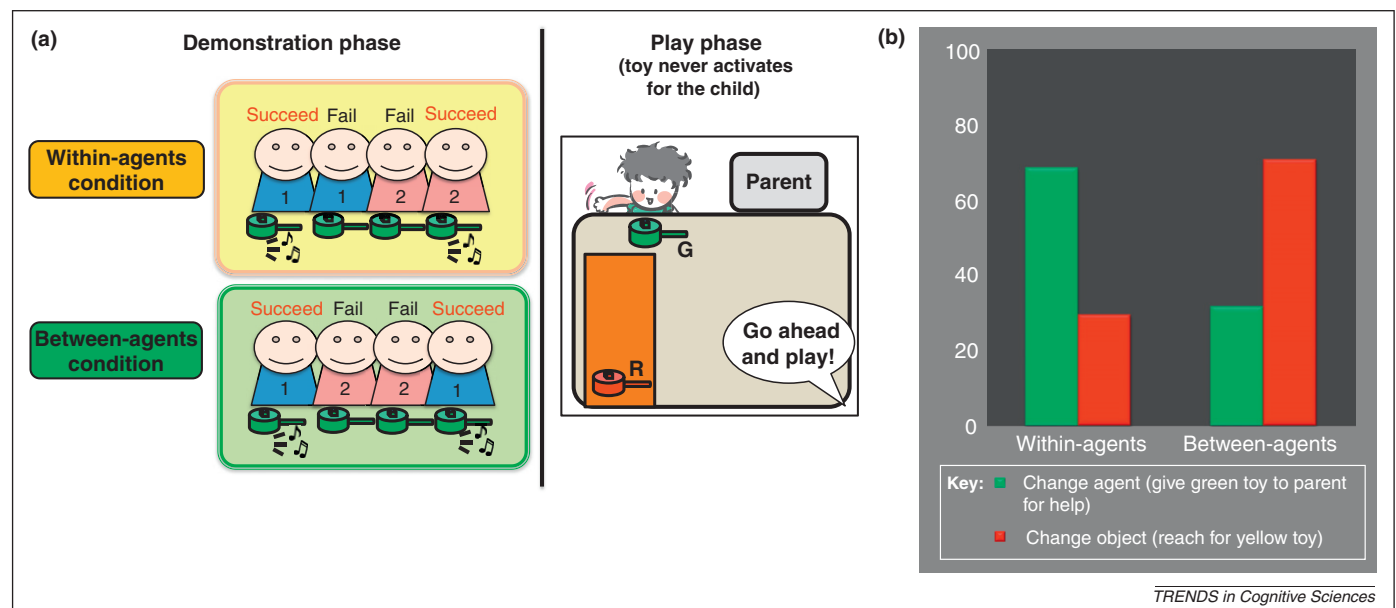 (a)
Demonstration phase
Within-agents
condition
Succeed Fail Fail Succeed
1 1 2 2
Between-agents
condition
Succeed Fail Fail Succeed
1 2 2 1
Play phase
(toy never activates
for the child)
Parent
G
R
Go ahead
and play!
(b)
100
80
60
40
20
0
Within-agents Between-agents
Key: Change agent (give green toy to parent
for help)
Change object (reach for yellow toy)
TRENDS in Cognitive Sciences